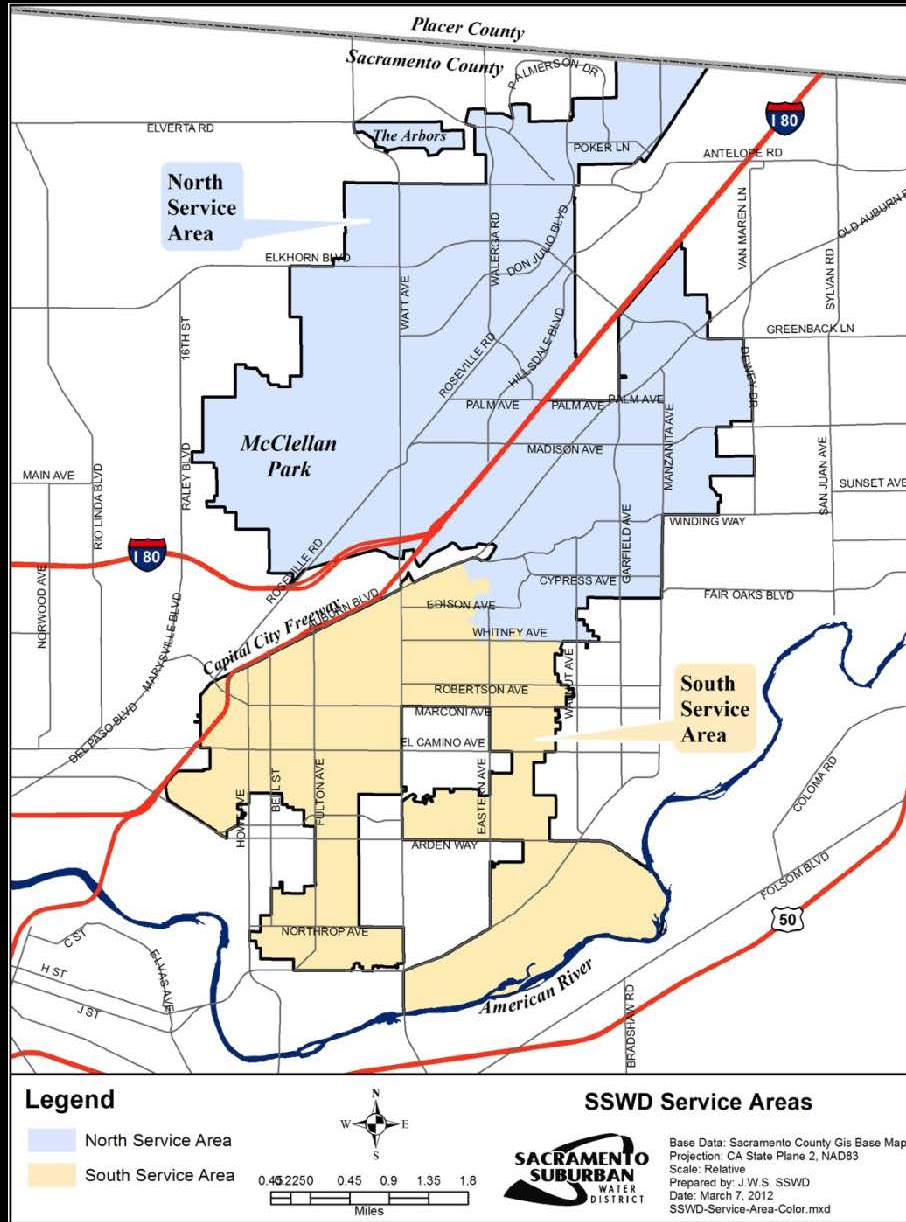 Placer County
Sacramento County
PALMERSON DR
I 80
ELVERTA RD
The Arbors
POKER LN
ANTELOPE RD
North
Service
Area
VAN MAREN LN
OLD AUBURN
SYLVAN RD
WALERGA RD
DON JULIO BLVD
ELKHORN BLVD
WATT AVE
16TH ST
ROSEVILLE RD
HILLSDALE BLVD
GREENBACK LN
DEWEY DR
PALM AVE
PALM AVE
PALM AVE
MANZANITA AVE
McClellan
Park
MADISON AVE
MAIN AVE
RIO LINDA BLVD
RALEY BLVD
SAN JUAN AVE
SUNSET AVE
WINDING WAY
GARFIELD AVE
I 80
ROSEVILLE RD
CYPRESS AVE
FAIR OAKS BLVD
NORWOOD AVE
MARYSVILLE BLVD
AUBURN BLVD
EDISON AVE
Capital City Freeway
WHITNEY AVE
WALNUT AVE
ROBERTSON AVE
South
Service
Area
MARCONI AVE
DEL PASO BLVD
EL CAMINO AVE
HOWE AVE
BELL ST
FULTON AVE
EASTERN AVE
COLOMA RD
ARDEN WAY
FOLSOM BLVD
50
NORTHROP AVE
C ST
ELVAS AVE
H ST
J ST
American River
BRADSHAW RD
Legend
North Service Area
South Service Area
N
W E
S
0.45 0.225 0 0.45 0.9 1.35 1.8
Miles
SSWD Service Areas
SACRAMENTO
SUBURBAN
WATER
DISTRICT
Base Data: Sacramento County Gis Base Map
Projection: CA State Plane 2, NAD83
Scale: Relative
Prepared by: J.W.S. SSWD
Date: March 7, 2012
SSWD-Service-Area-Color.mxd